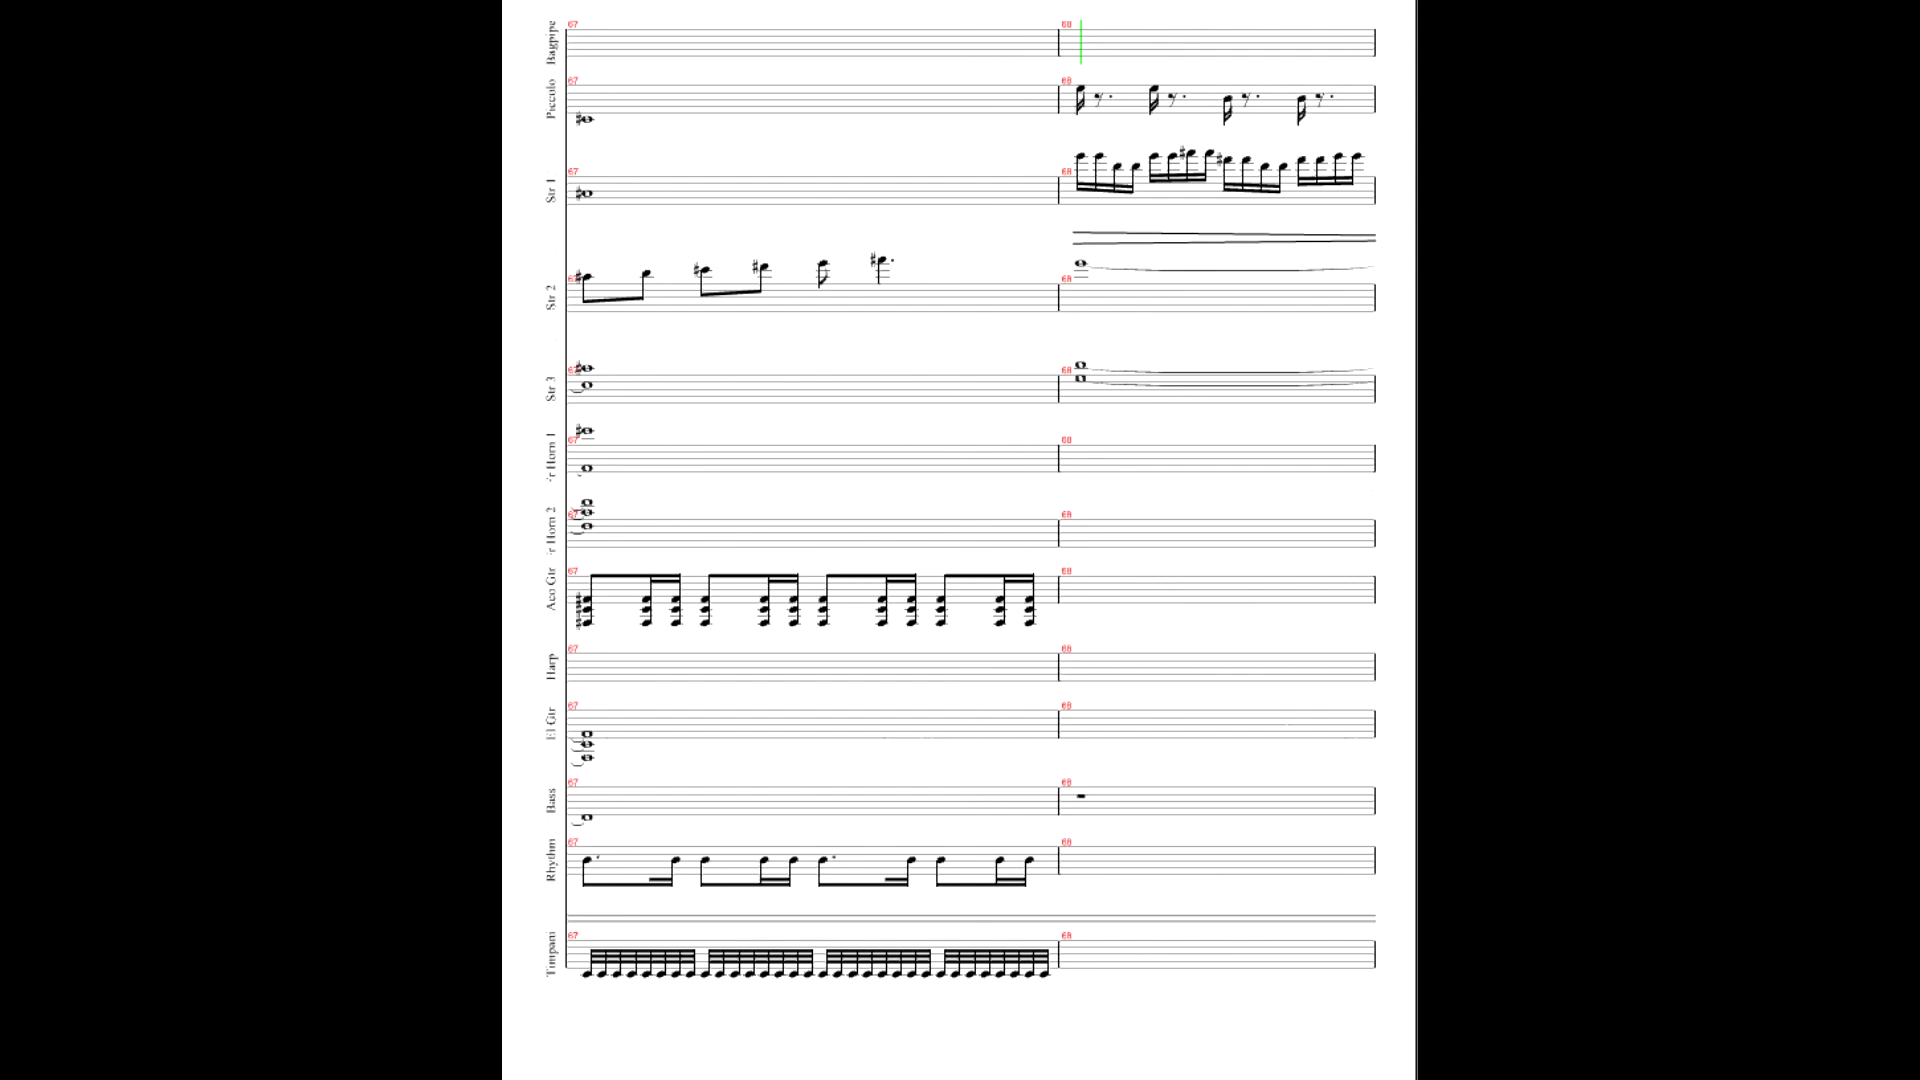 Bagpipe
67 68
Piccolo
67 68
Str 1
67 68
Str 2
67 68
Str 3
67 68
Fr Horn 1
67 68
Fr Horn 2
67 68
Aco Gtr
67 68
Harp
67 68
El Gtr
67 68
Bass
67 68
Rhythm
67 68
Timpani
67 68